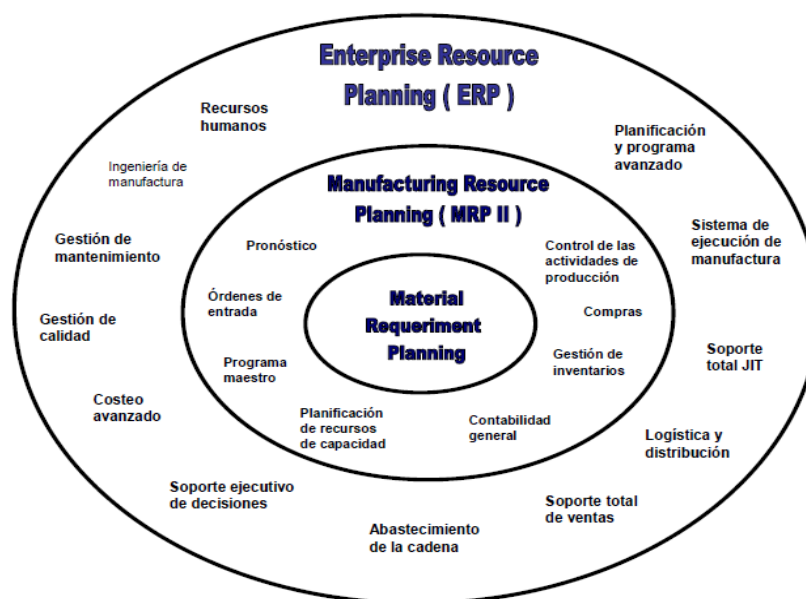 Enterprise Resource
Planning ( ERP )
Recursos
humanos
Planificación
y programa
avanzado
Ingeniería de
manufactura
Manufacturing Resource
Planning ( MRP II )
Sistema de
ejecución de
manufactura
Gestión de
mantenimiento
Pronóstico
Control de las
actividades de
producción
Material
Requeriment
Planning
Órdenes de
entrada
Compras
Gestión de
calidad
Programa
maestro
Gestión de
inventarios
Soporte
total JIT
Costeo
avanzado
Planificación
de recursos
de capacidad
Contabilidad
general
Logística y
distribución
Soporte ejecutivo
de decisiones
Soporte total
de ventas
Abastecimiento
de la cadena